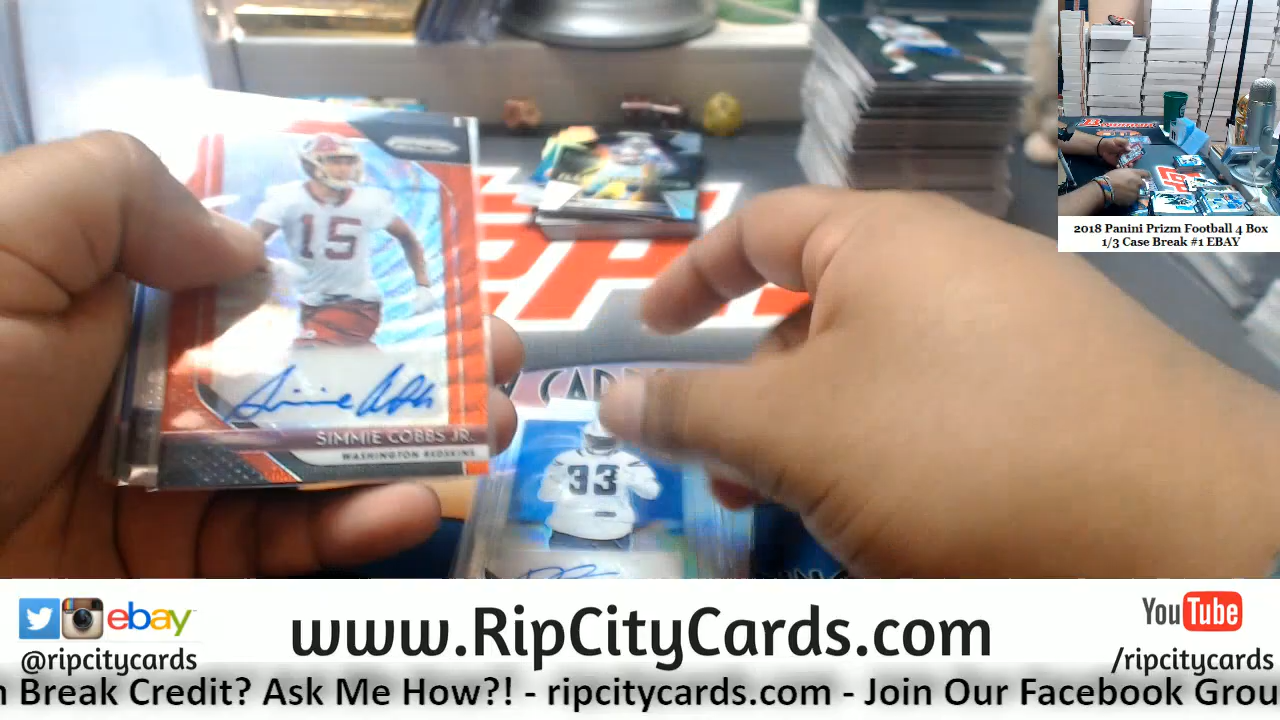 15
SIMMIE COBBS JR.
WASHINGTON REDSKINS
33
2018 Panini Prizm Football 4 Box
1/3 Case Break #1 EBAY
ebay
@ripcitycards
www.RipCityCards.com
YouTube
/ripcitycards
Break Credit? Ask Me How?! - ripcitycards.com - Join Our Facebook Grou